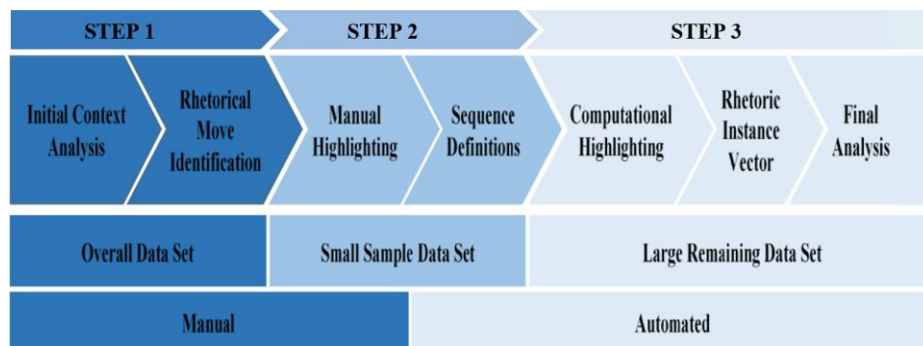 STEP 1
STEP 2
STEP 3
Initial Context
Analysis
Rhetorical
Move
Identification
Manual
Highlighting
Sequence
Definitions
Computational
Highlighting
Rhetoric
Instance
Vector
Final
Analysis
Overall Data Set
Small Sample Data Set
Large Remaining Data Set
Manual
Automated